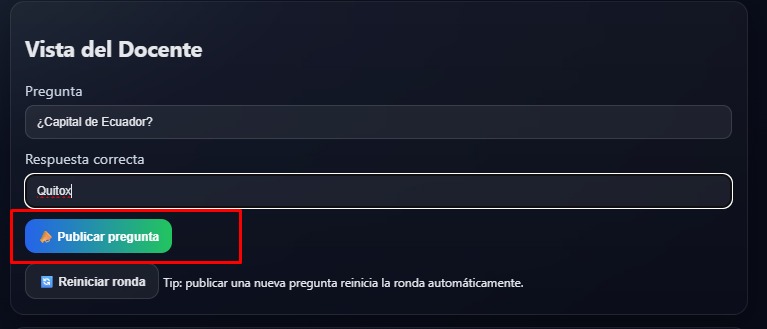 Vista del Docente
Pregunta
¿Capital de Ecuador?
Respuesta correcta
Quitox
Publicar pregunta
Reiniciar ronda Tip: publicar una nueva pregunta reinicia la ronda automáticamente.